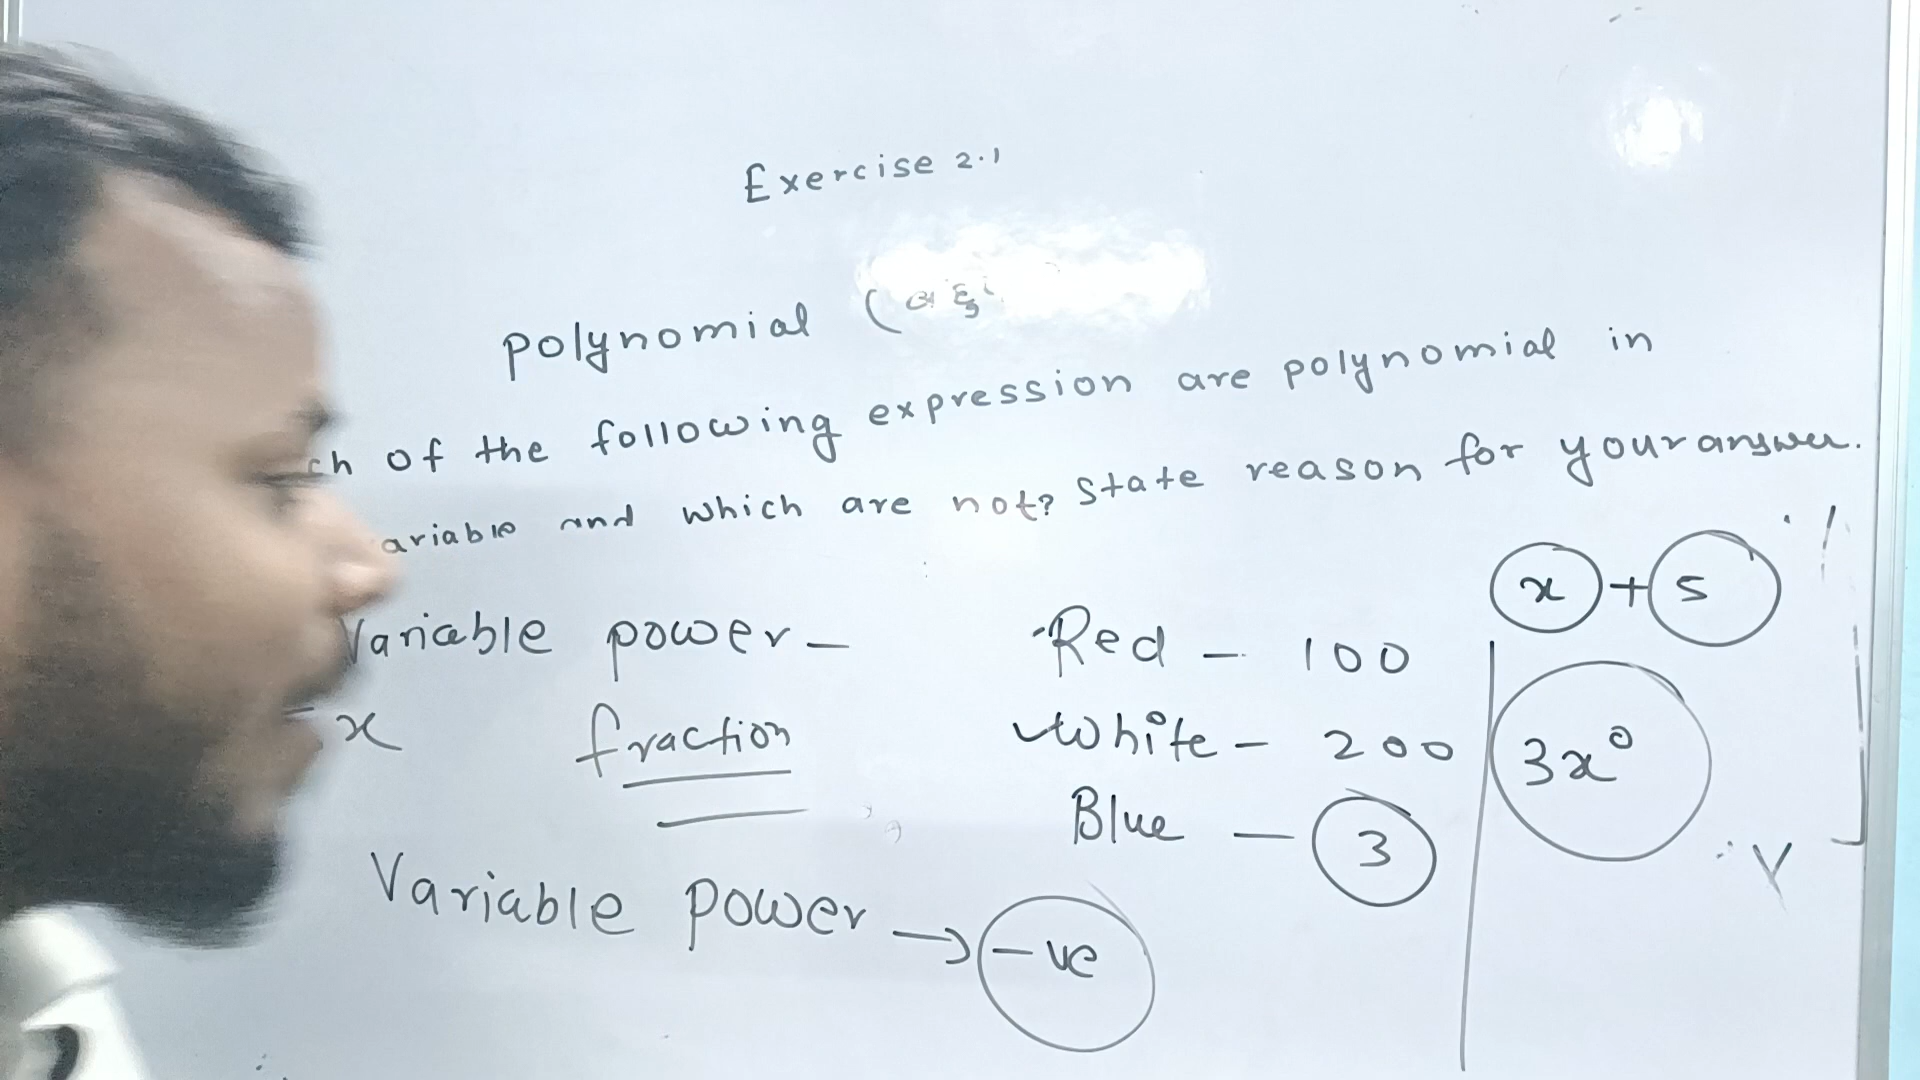 Exercise 2.1
polynomial (
ch of the following expression are polynomial in
ariable and which are not? State reason for your answer.
x + 5
Variable power – Red – 100
x fraction White – 200 3x⁰
Blue – 3
Variable power → -ve